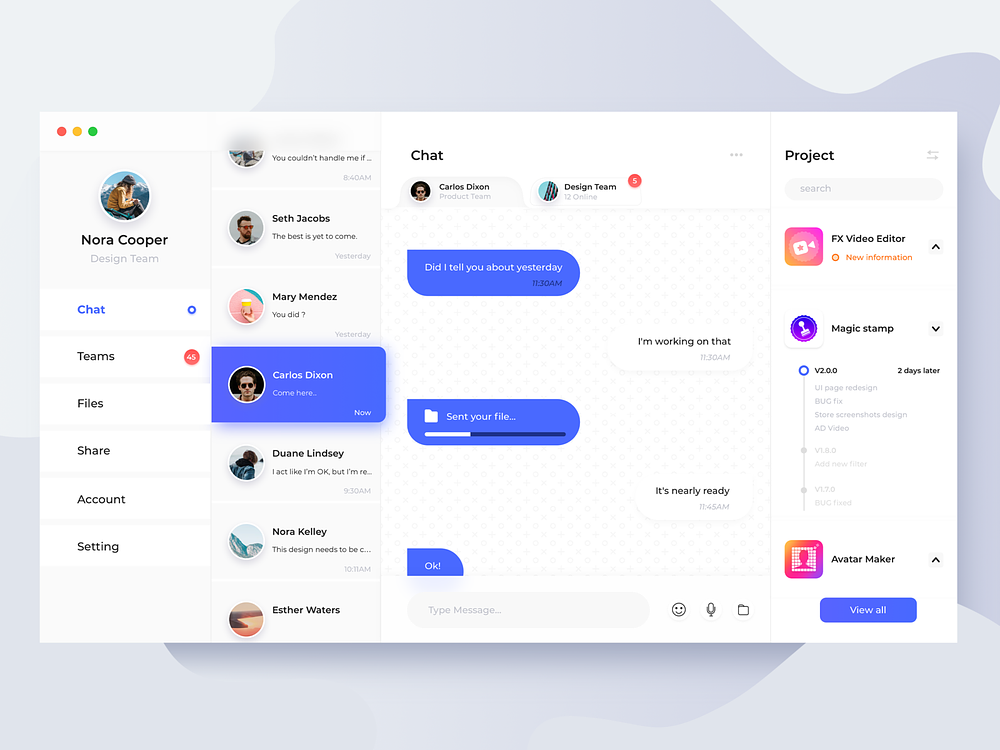 Nora Cooper
Design Team
Chat
Teams
45
Files
Share
Account
Setting
You couldn't handle me if ...
8:40AM
Seth Jacobs
The best is yet to come.
Yesterday
Mary Mendez
You did ?
Yesterday
Carlos Dixon
Come here..
Now
Duane Lindsey
I act like I'm OK, but I'm re...
9:30AM
Nora Kelley
This design needs to be c...
10:11AM
Esther Waters
Chat
Carlos Dixon
Product Team
Design Team
12 Online
5
Did I tell you about yesterday
11:30AM
I'm working on that
11:30AM
Sent your file...
It's nearly ready
11:45AM
Ok!
Type Message...
Project
search
FX Video Editor
New information
Magic stamp
V2.0.0
2 days later
UI page redesign
BUG fix
Store screenshots design
AD Video
V1.8.0
Add new filter
V1.7.0
BUG fixed
Avatar Maker
View all